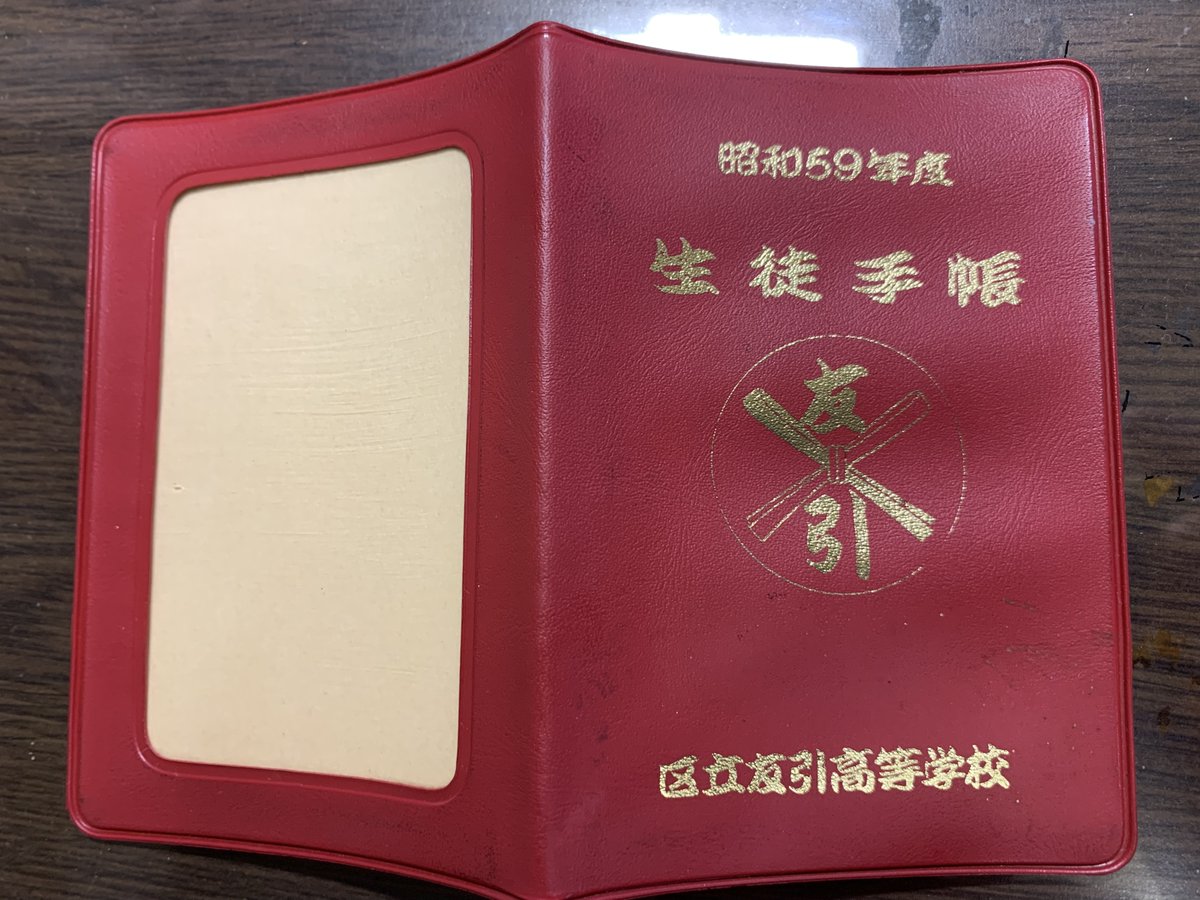 昭和59年度
生徒手帳
友
引
区立友引高等学校